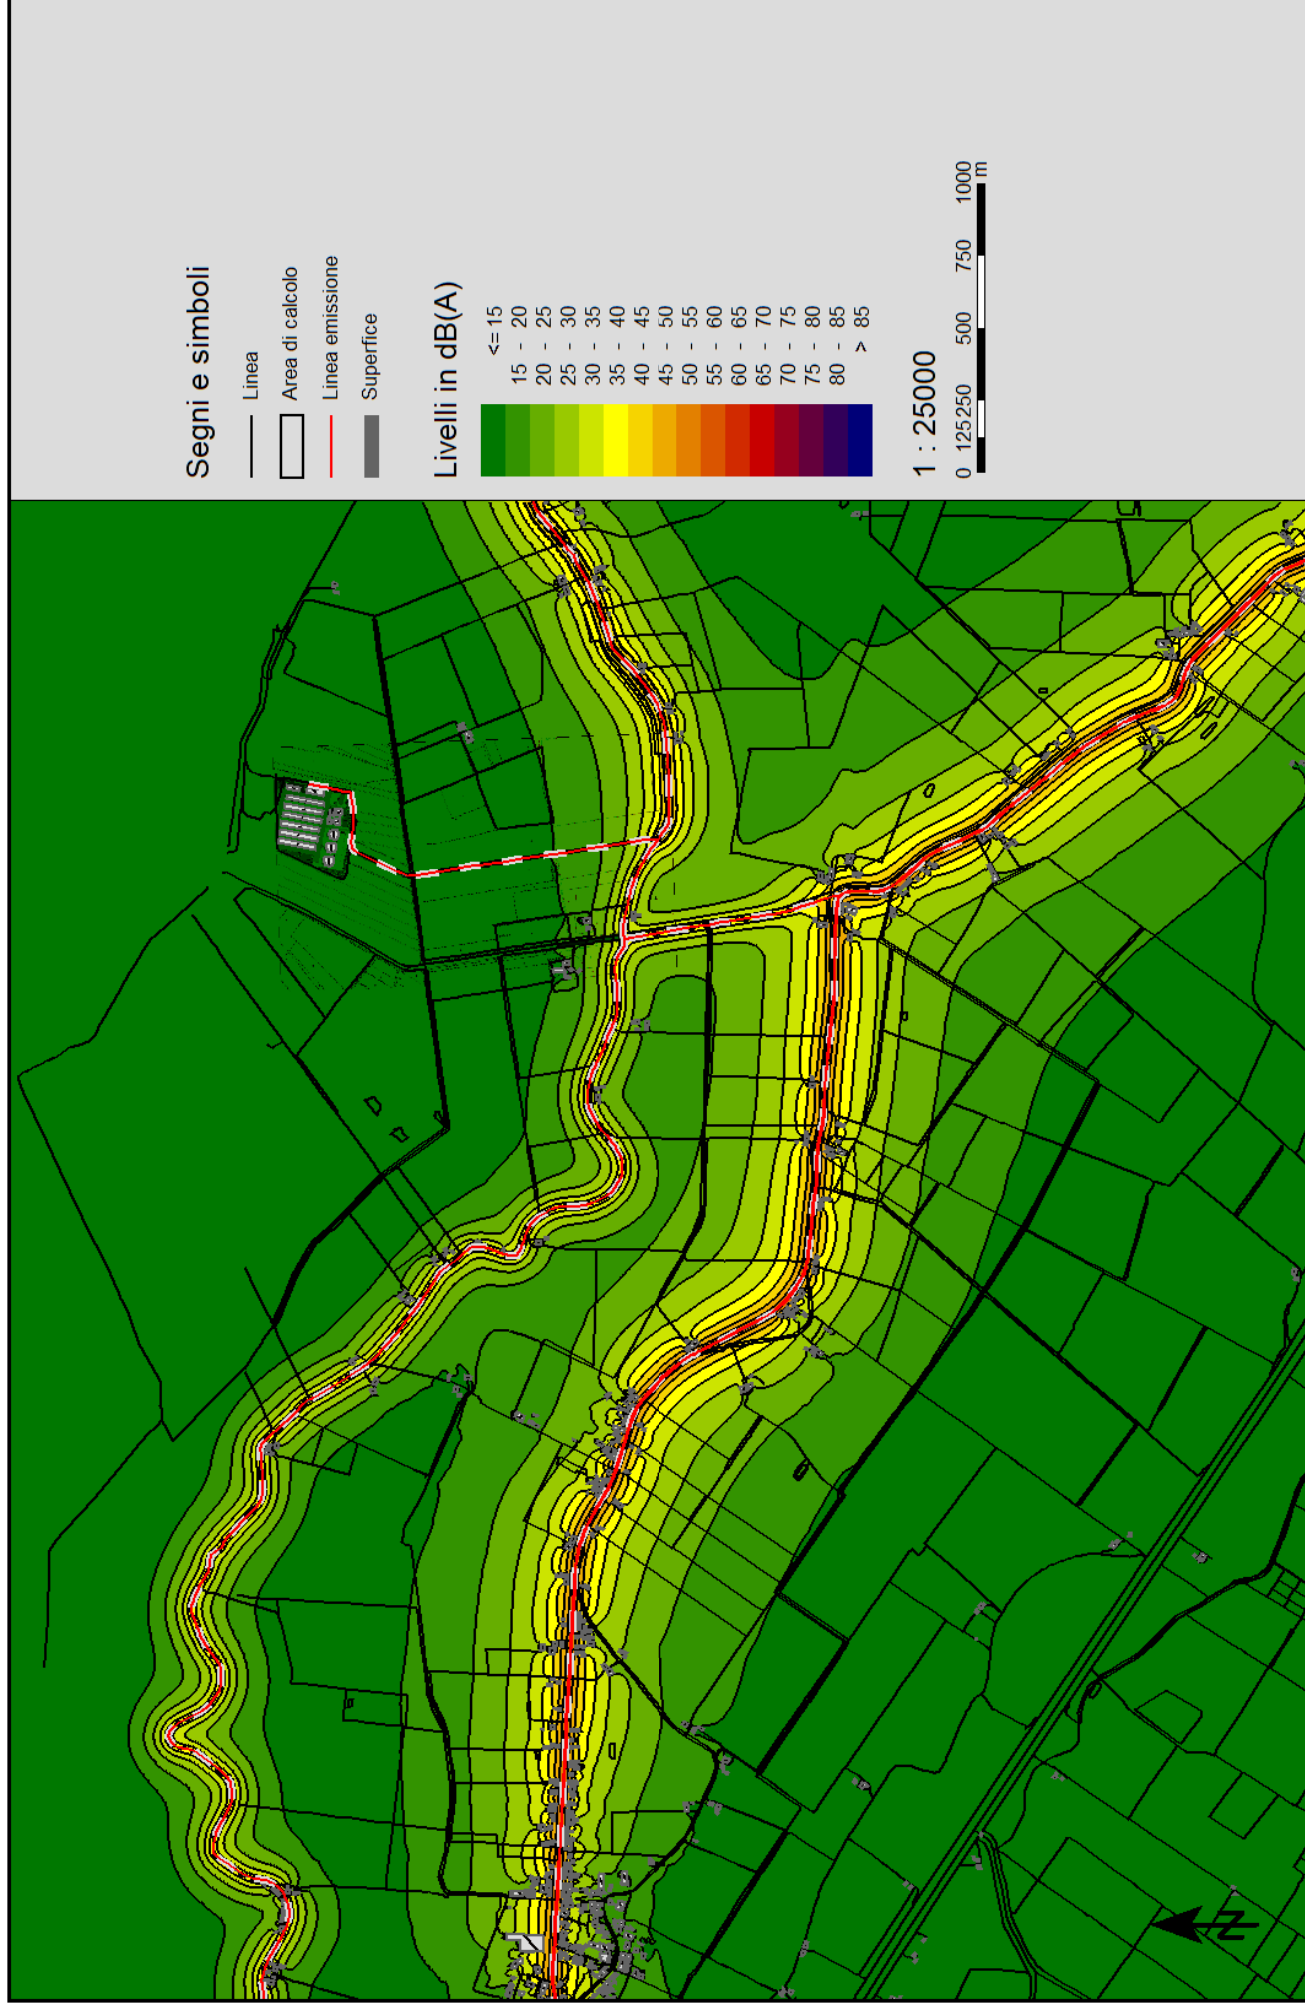 Segni e simboli
Linea
Area di calcolo
Linea emissione
Superfice
Livelli in dB(A)
<= 15
15 - 20
20 - 25
25 - 30
30 - 35
35 - 40
40 - 45
45 - 50
50 - 55
55 - 60
60 - 65
65 - 70
70 - 75
75 - 80
80 - 85
> 85
1 : 25000
0 125 250 500 750 1000
m
N